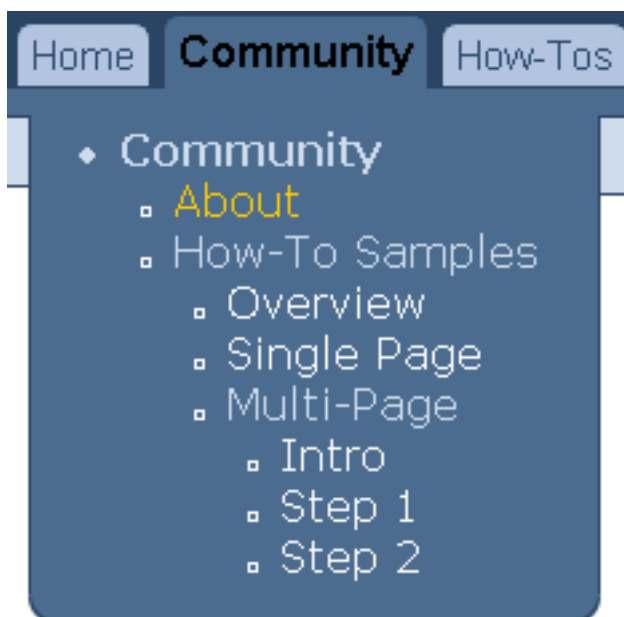 Home Community How-Tos
Community
About
How-To Samples
Overview
Single Page
Multi-Page
Intro
Step 1
Step 2